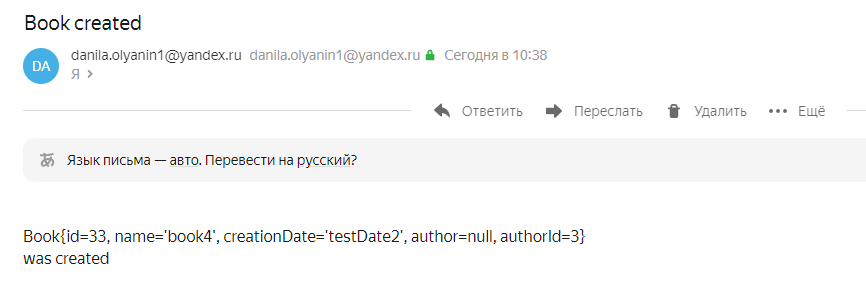 Book created
DA
danila.olyanin1@yandex.ru danila.olyanin1@yandex.ru Сегодня в 10:38
Я >
Ответить Переслать Удалить ••• Ещё
あ Язык письма — авто. Перевести на русский?
Book{id=33, name='book4', creationDate='testDate2', author=null, authorId=3}
was created